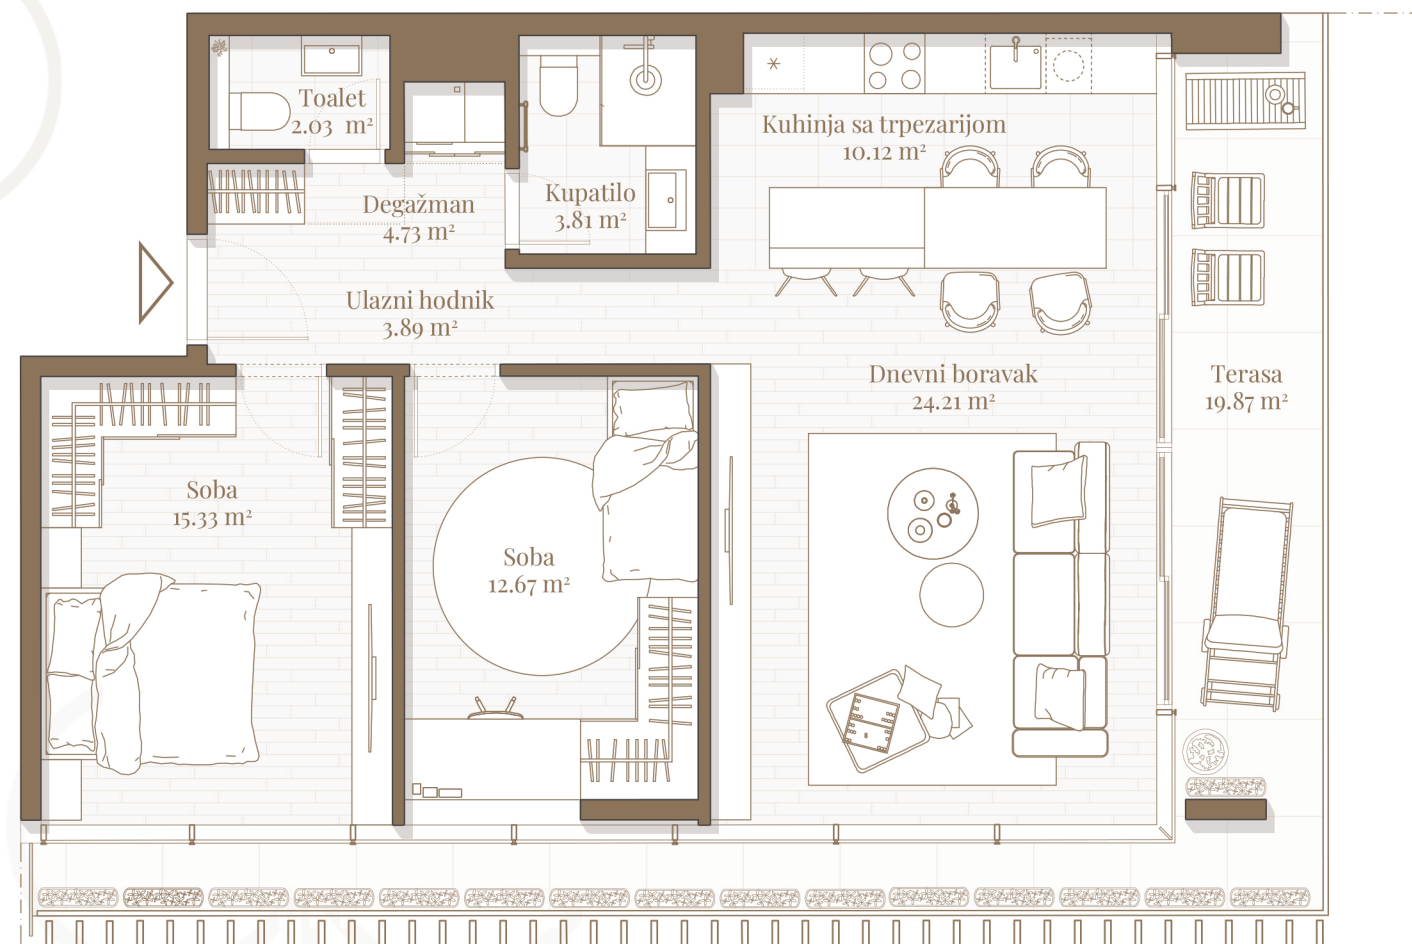 Toalet
2.03 m²
Kuhinja sa trpezarijom
10.12 m²
Degažman
4.73 m²
Kupatilo
3.81 m²
Ulazni hodnik
3.89 m²
Dnevni boravak
24.21 m²
Terasa
19.87 m²
Soba
15.33 m²
Soba
12.67 m²